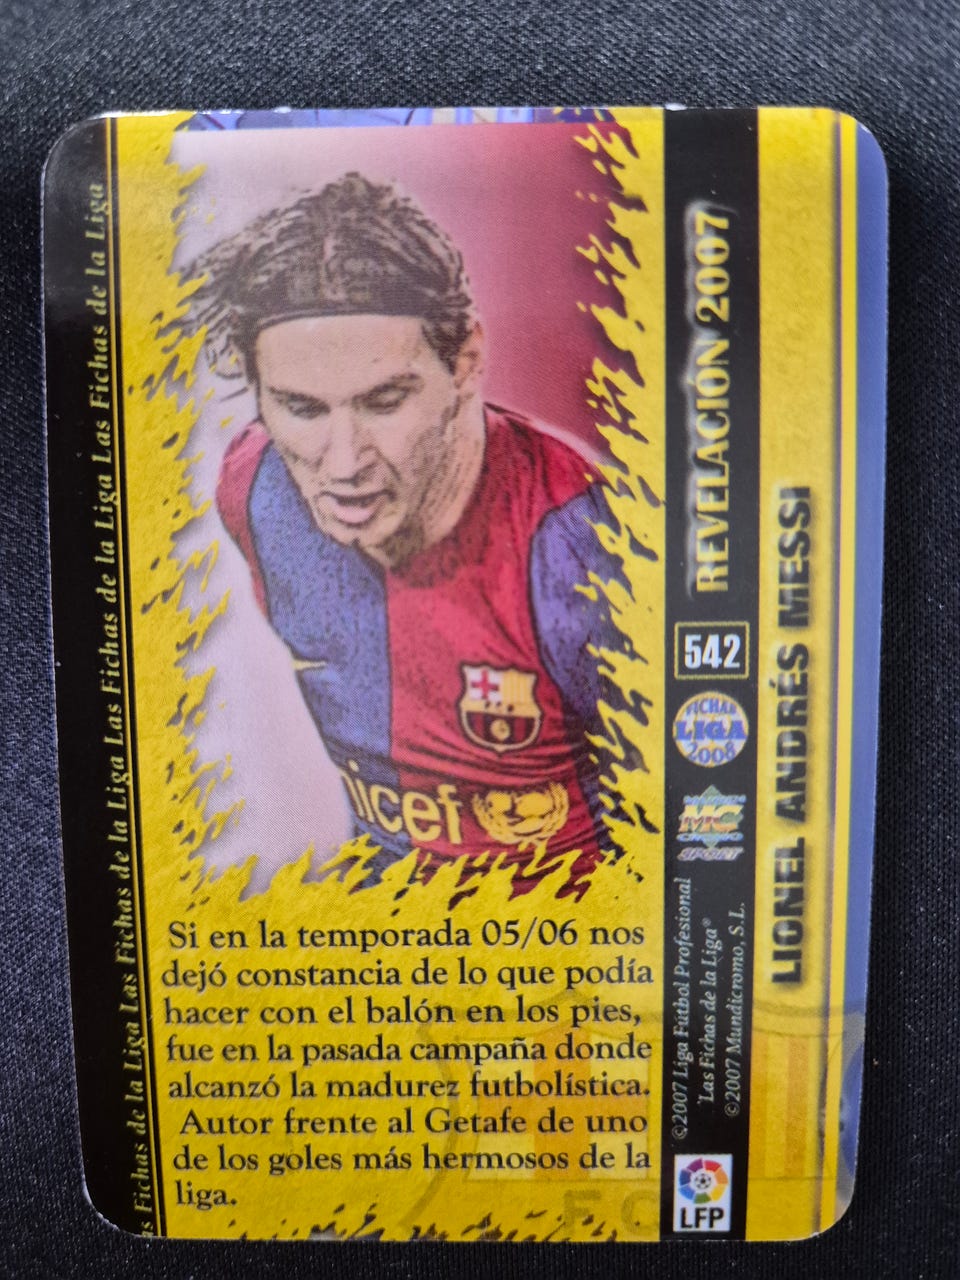 Las Fichas de la Liga Las Fichas de la Liga Las Fichas de la Liga Las Fichas de la Liga
nicef
Si en la temporada 05/06 nos
dejó constancia de lo que podía
hacer con el balón en los pies,
fue en la pasada campaña donde
alcanzó la madurez futbolística.
Autor frente al Getafe de uno
de los goles más hermosos de la
liga.
REVELACIÓN 2007
542
FICHAS
LIGA
2008
MC
SPORT
©2007 Liga Futbol Profesional
'Las Fichas de la Liga®
©2007 Mundicromo, S.L.
LFP
LIONEL ANDRÉS MESSI
F C